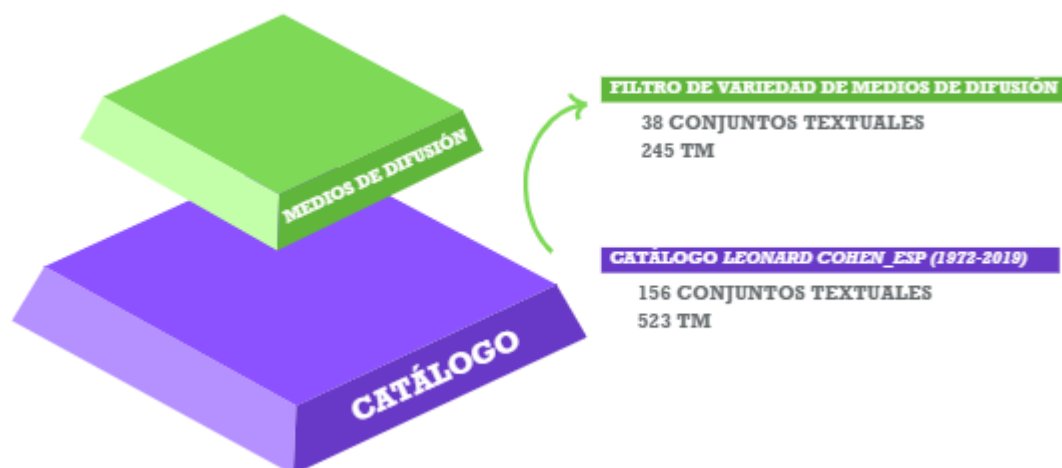 MEDIOS DE DIFUSIÓN
CATÁLOGO
FILTRO DE VARIEDAD DE MEDIOS DE DIFUSIÓN
38 CONJUNTOS TEXTUALES
245 TM
CATÁLOGO LEONARD COHEN_ESP (1972-2019)
156 CONJUNTOS TEXTUALES
523 TM